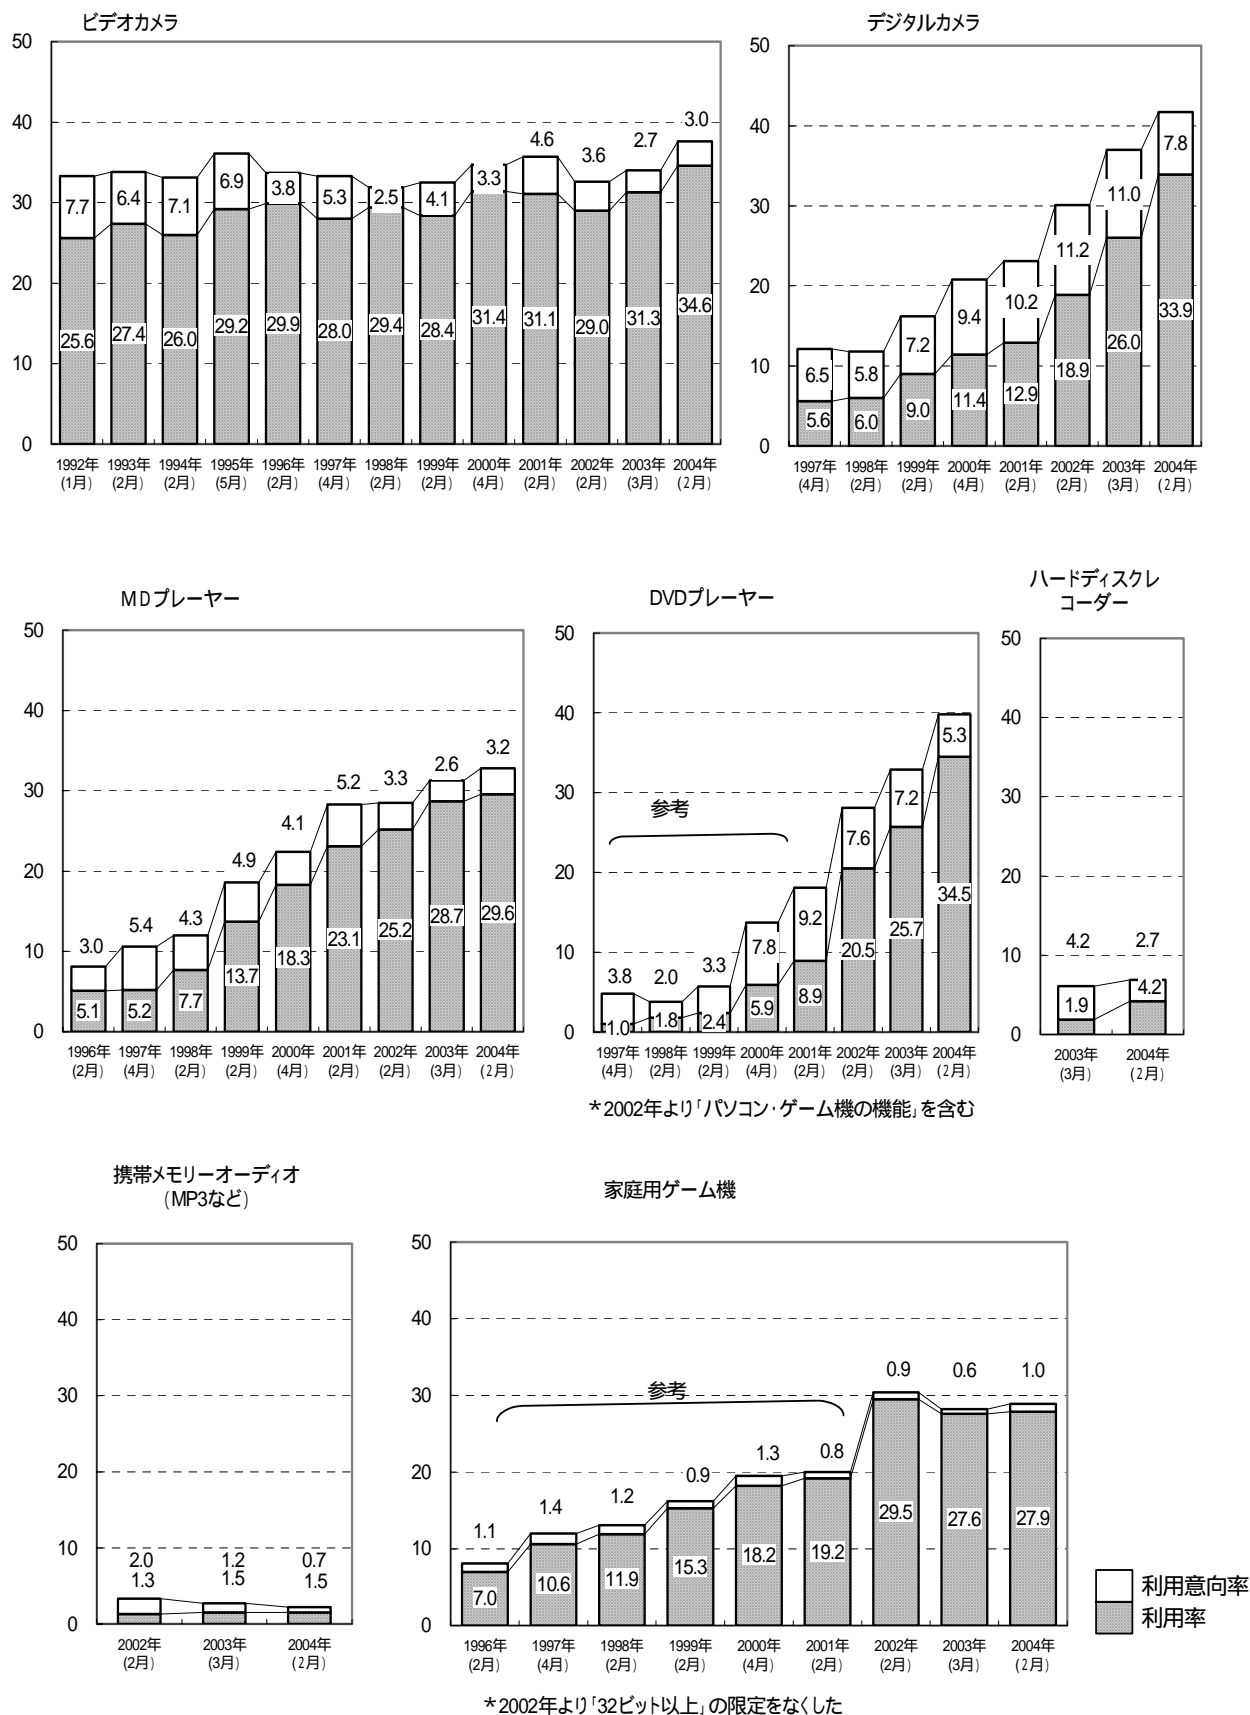 ビデオカメラ
50
40
30
20
10
0
7.7 6.4 7.1 6.9 3.8 5.3 2.5 4.1 3.3 4.6 3.6 2.7 3.0
25.6 27.4 26.0 29.2 29.9 28.0 29.4 28.4 31.4 31.1 29.0 31.3 34.6
1992年 1993年 1994年 1995年 1996年 1997年 1998年 1999年 2000年 2001年 2002年 2003年 2004年
(1月) (2月) (2月) (5月) (2月) (4月) (2月) (2月) (4月) (2月) (2月) (3月) (2月)
デジタルカメラ
50
40
30
20
10
0
6.5 5.8 7.2 9.4 10.2 11.2 11.0 7.8
5.6 6.0 9.0 11.4 12.9 18.9 26.0 33.9
1997年 1998年 1999年 2000年 2001年 2002年 2003年 2004年
(4月) (2月) (2月) (4月) (2月) (2月) (3月) (2月)
MDプレーヤー
50
40
30
20
10
0
3.0 5.4 4.3 4.9 4.1 5.2 3.3 2.6 3.2
5.1 5.2 7.7 13.7 18.3 23.1 25.2 28.7 29.6
1996年 1997年 1998年 1999年 2000年 2001年 2002年 2003年 2004年
(2月) (4月) (2月) (2月) (4月) (2月) (2月) (3月) (2月)
DVDプレーヤー
50
40
30
20
10
0
参考
3.8 2.0 3.3 7.8 9.2 7.6 7.2 5.3
1.0 1.8 2.4 5.9 8.9 20.5 25.7 34.5
1997年 1998年 1999年 2000年 2001年 2002年 2003年 2004年
(4月) (2月) (2月) (4月) (2月) (2月) (3月) (2月)
*2002年より「パソコン・ゲーム機の機能」を含む
ハードディスクレ
コーダー
50
40
30
20
10
0
4.2 2.7
1.9 4.2
2003年 2004年
(3月) (2月)
携帯メモリーオーディオ
(MP3など)
50
40
30
20
10
0
2.0 1.2 0.7
1.3 1.5 1.5
2002年 2003年 2004年
(2月) (3月) (2月)
家庭用ゲーム機
50
40
30
20
10
0
参考
1.1 1.4 1.2 0.9 1.3 0.8 0.9 0.6 1.0
7.0 10.6 11.9 15.3 18.2 19.2 29.5 27.6 27.9
1996年 1997年 1998年 1999年 2000年 2001年 2002年 2003年 2004年
(2月) (4月) (2月) (2月) (4月) (2月) (2月) (3月) (2月)
*2002年より「32ビット以上」の限定をなくした
利用意向率
利用率